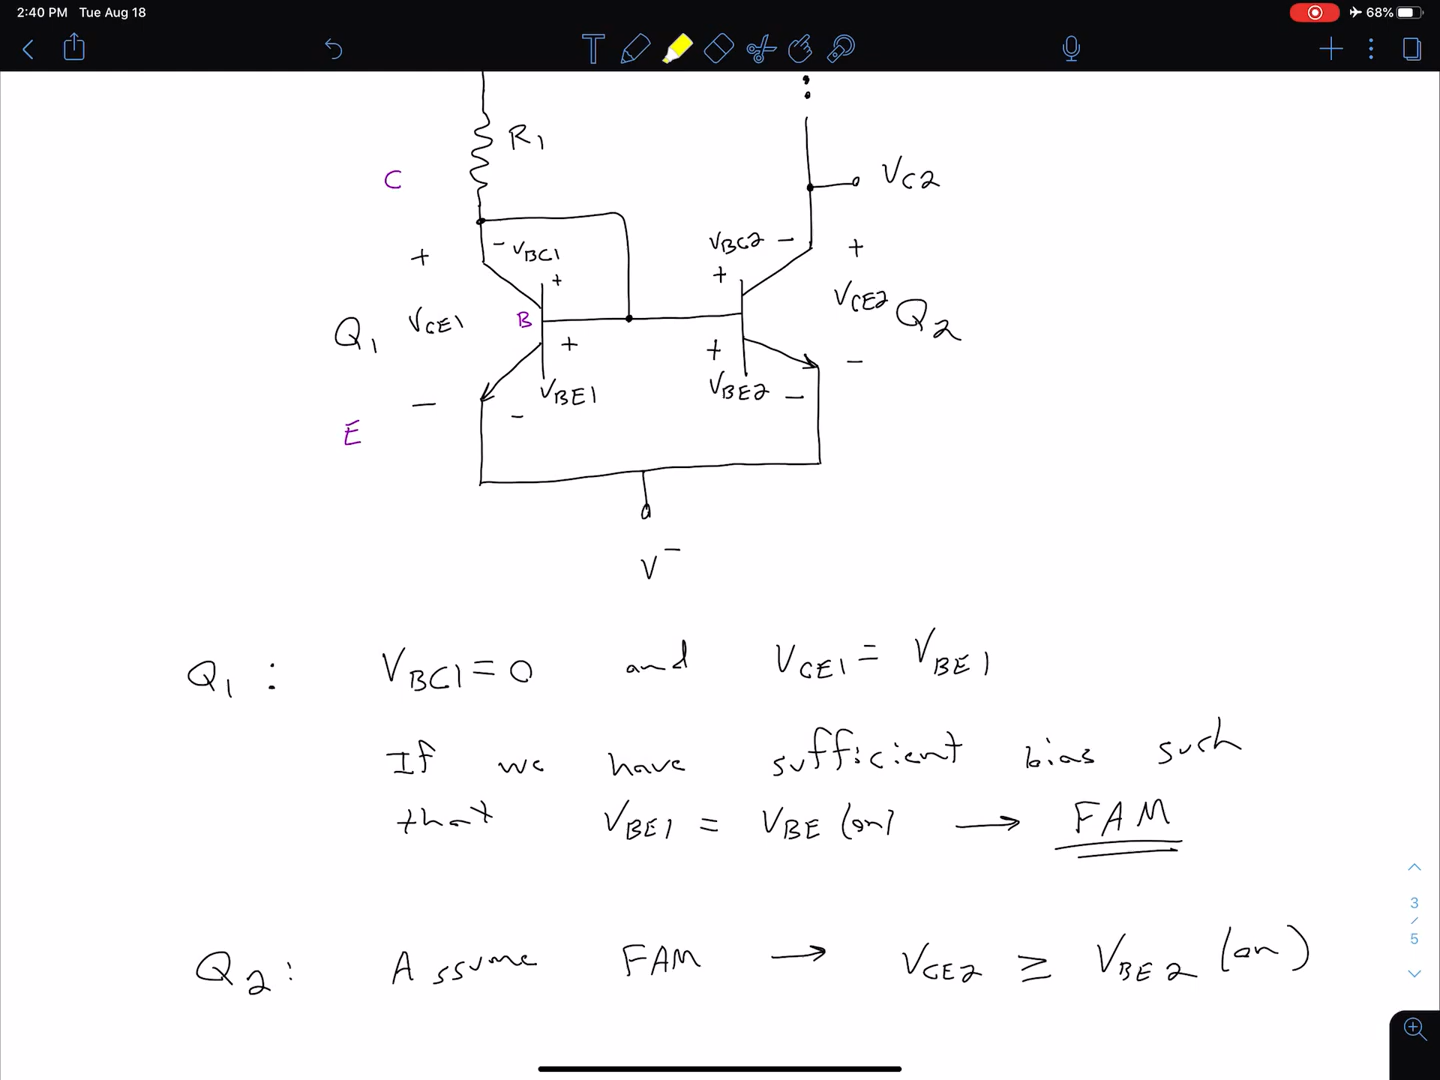 2:40 PM Tue Aug 18
68%
T
R1
C
VC2
- VBC1
+
+
VBC2 -
+
+
Q1
VCE1
B
+
+
VCE2
Q2
-
VBE1
-
VBE2 -
-
E
V-
Q1 : VBC1 = 0 and VCE1 = VBE1
If we have sufficient bias such
that VBE1 = VBE (on) → FAM
3
/
5
Q2 : Assume FAM → VCE2 ≥ VBE2 (on)